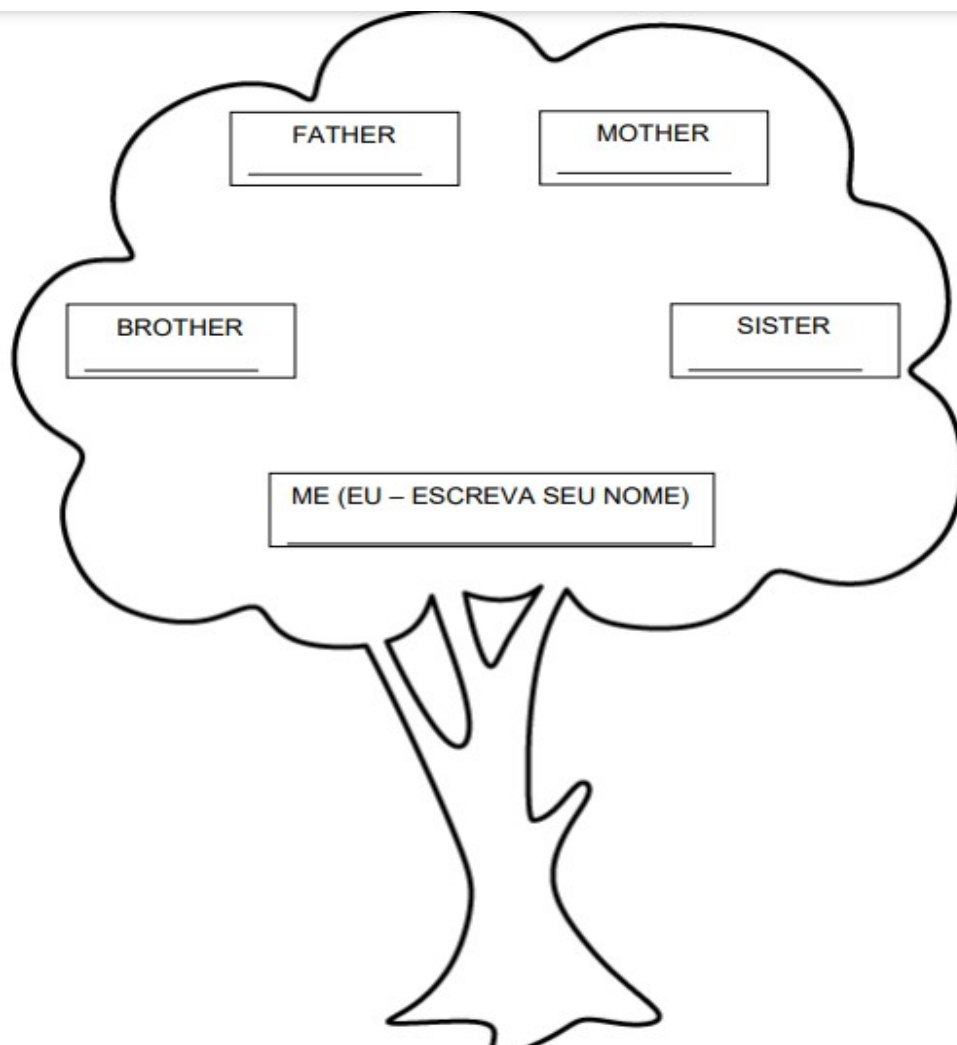 FATHER
MOTHER
BROTHER
SISTER
ME (EU – ESCREVA SEU NOME)